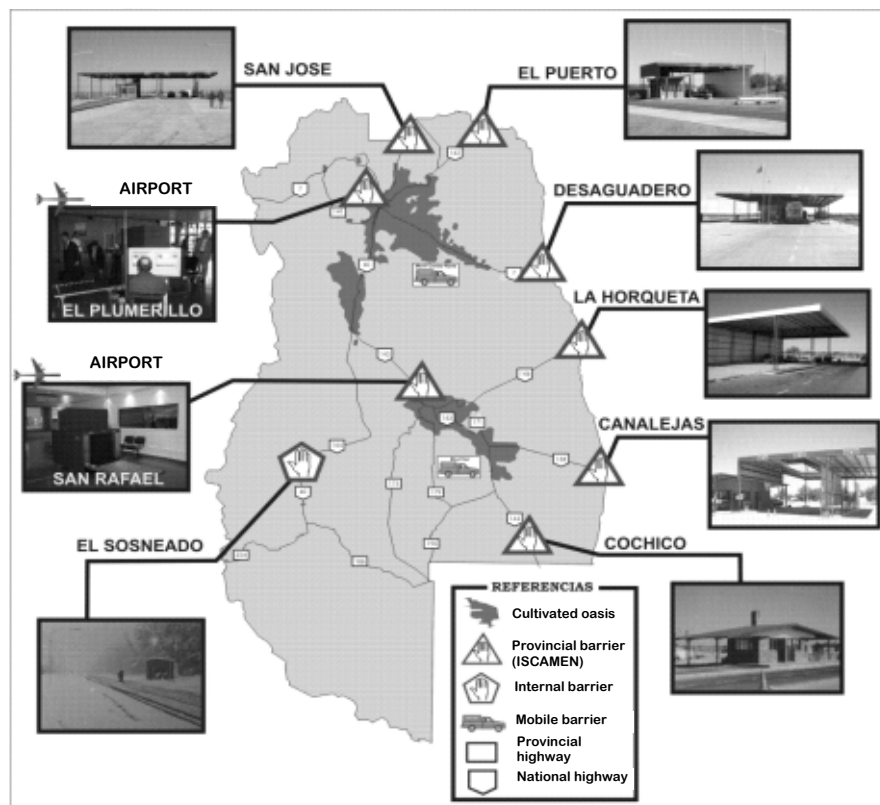 SAN JOSE
EL PUERTO
AIRPORT
DESAGUADERO
EL PLUMERILLO
LA HORQUETA
AIRPORT
CANALEJAS
SAN RAFAEL
EL SOSNEADO
COCHICO
REFERENCIAS
Cultivated oasis
Provincial barrier
(ISCAMEN)
Internal barrier
Mobile barrier
Provincial
highway
National highway